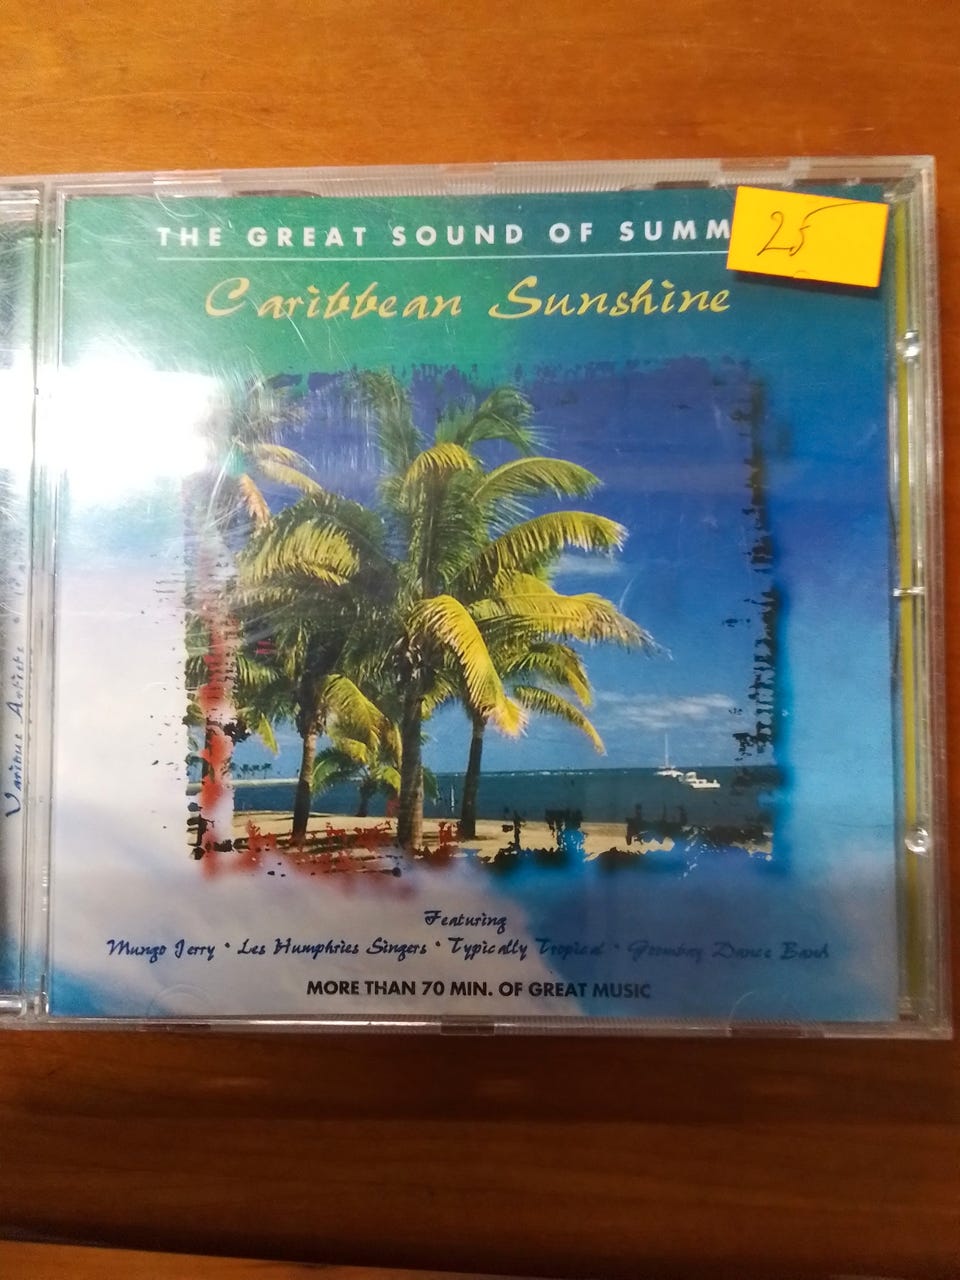 THE GREAT SOUND OF SUMM
25
Caribbean Sunshine
Various Artists
Featuring
Mungo Jerry • Les Humphries Singers • Typically Tropical • Goombay Dance Band
MORE THAN 70 MIN. OF GREAT MUSIC